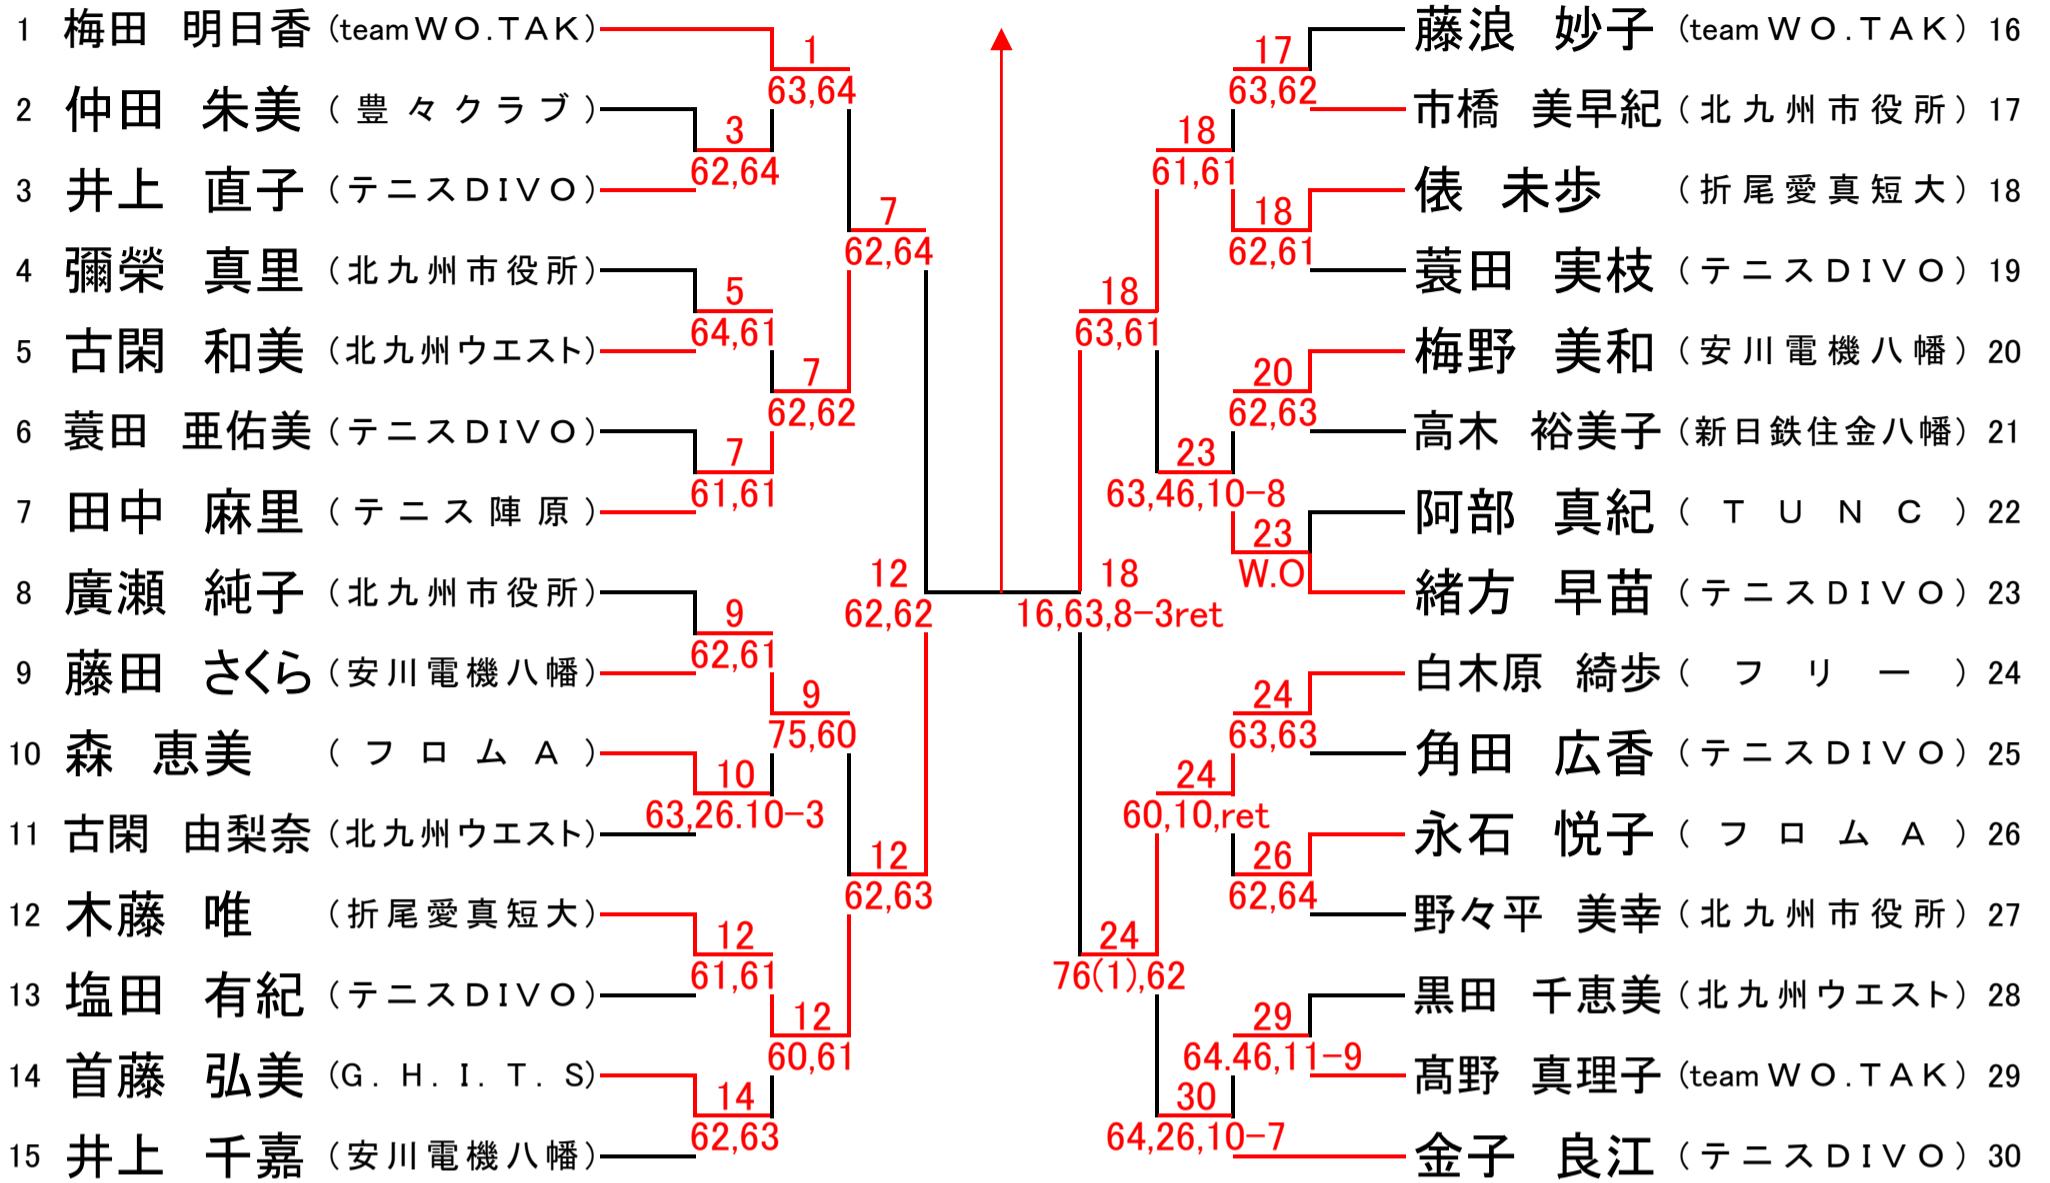 1 梅田 明日香 (teamWO.TAK)
2 仲田 朱美 (豊々クラブ)
3 井上 直子 (テニスDIVO)
4 彌榮 真里 (北九州市役所)
5 古閑 和美 (北九州ウエスト)
6 蓑田 亜佑美 (テニスDIVO)
7 田中 麻里 (テニス陣原)
8 廣瀬 純子 (北九州市役所)
9 藤田 さくら (安川電機八幡)
10 森 恵美 (フロムA)
11 古閑 由梨奈 (北九州ウエスト)
12 木藤 唯 (折尾愛真短大)
13 塩田 有紀 (テニスDIVO)
14 首藤 弘美 (G.H.I.T.S)
15 井上 千嘉 (安川電機八幡)
3
62,64
5
64,61
7
61,61
9
62,61
10
63,26.10-3
12
61,61
14
62,63
1
63,64
7
62,62
9
75,60
12
60,61
7
62,64
12
62,63
12
62,62
18
16,63,8-3ret
18
63,61
24
76(1),62
18
61,61
23
63,46,10-8
24
60,10,ret
30
64,26,10-7
17
63,62
18
62,61
20
62,63
23
W.O
24
63,63
26
62,64
29
64.46,11-9
藤浪 妙子 (teamWO.TAK) 16
市橋 美早紀 (北九州市役所) 17
俵 未歩 (折尾愛真短大) 18
蓑田 実枝 (テニスDIVO) 19
梅野 美和 (安川電機八幡) 20
高木 裕美子 (新日鉄住金八幡) 21
阿部 真紀 (TUNC) 22
緒方 早苗 (テニスDIVO) 23
白木原 綺歩 (フリー) 24
角田 広香 (テニスDIVO) 25
永石 悦子 (フロムA) 26
野々平 美幸 (北九州市役所) 27
黒田 千恵美 (北九州ウエスト) 28
髙野 真理子 (teamWO.TAK) 29
金子 良江 (テニスDIVO) 30